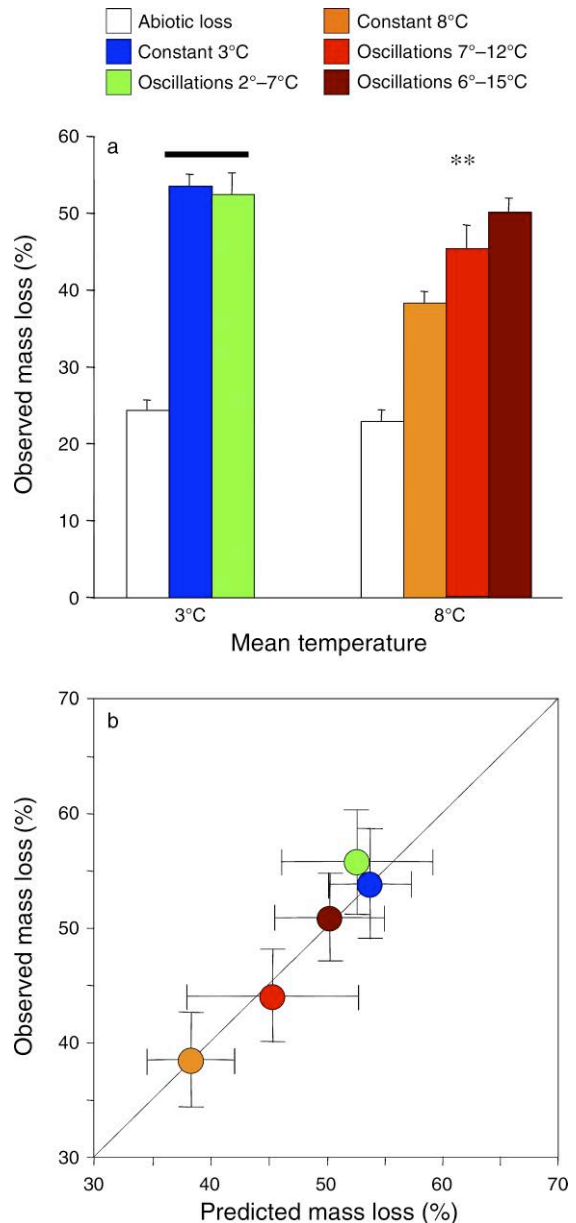 Abiotic loss
Constant 3°C
Oscillations 2°–7°C
Constant 8°C
Oscillations 7°–12°C
Oscillations 6°–15°C
a
**
Observed mass loss (%)
60
50
40
30
20
10
0
3°C
8°C
Mean temperature
b
Observed mass loss (%)
70
60
50
40
30
30
40
50
60
70
Predicted mass loss (%)